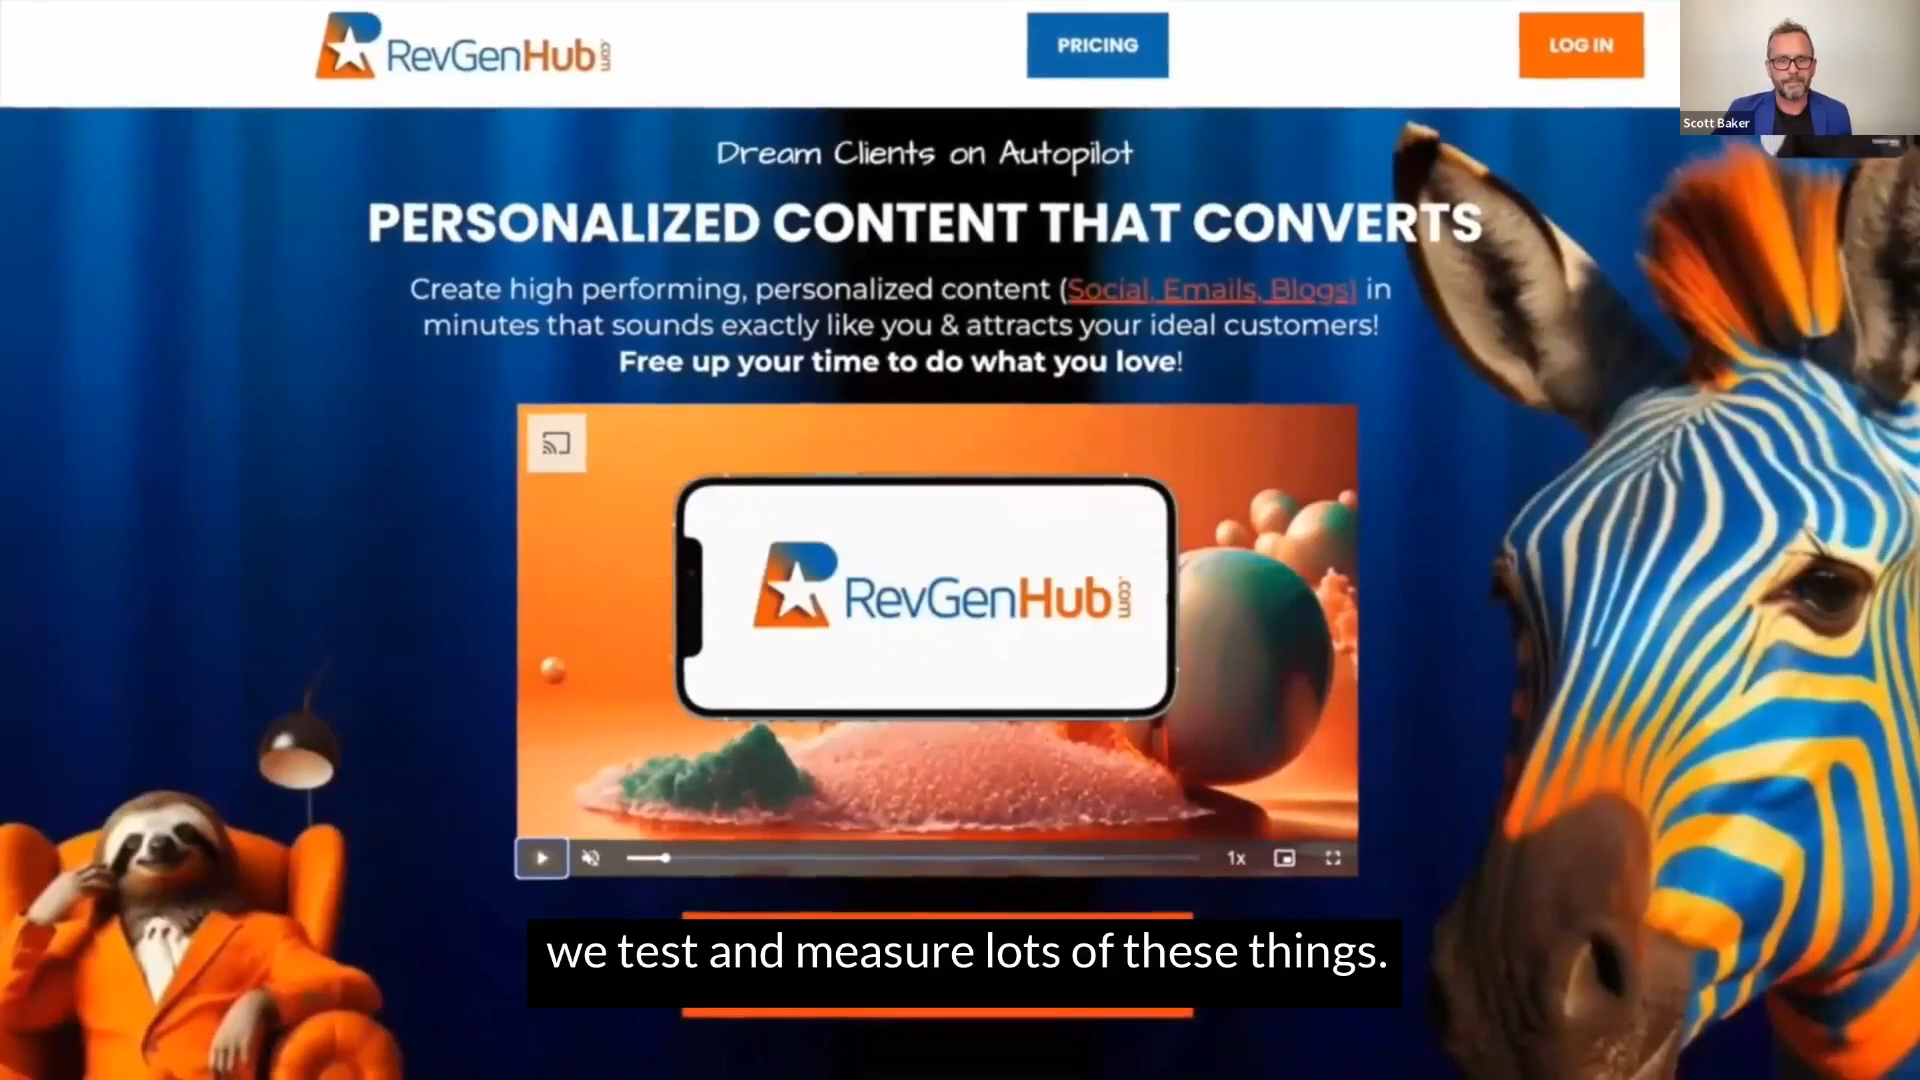 RevGenHub.com
PRICING
LOG IN
Scott Baker
Dream Clients on Autopilot
PERSONALIZED CONTENT THAT CONVERTS
Create high performing, personalized content (Social, Emails, Blogs) in
minutes that sounds exactly like you & attracts your ideal customers!
Free up your time to do what you love!
RevGenHub.com
1x
we test and measure lots of these things.